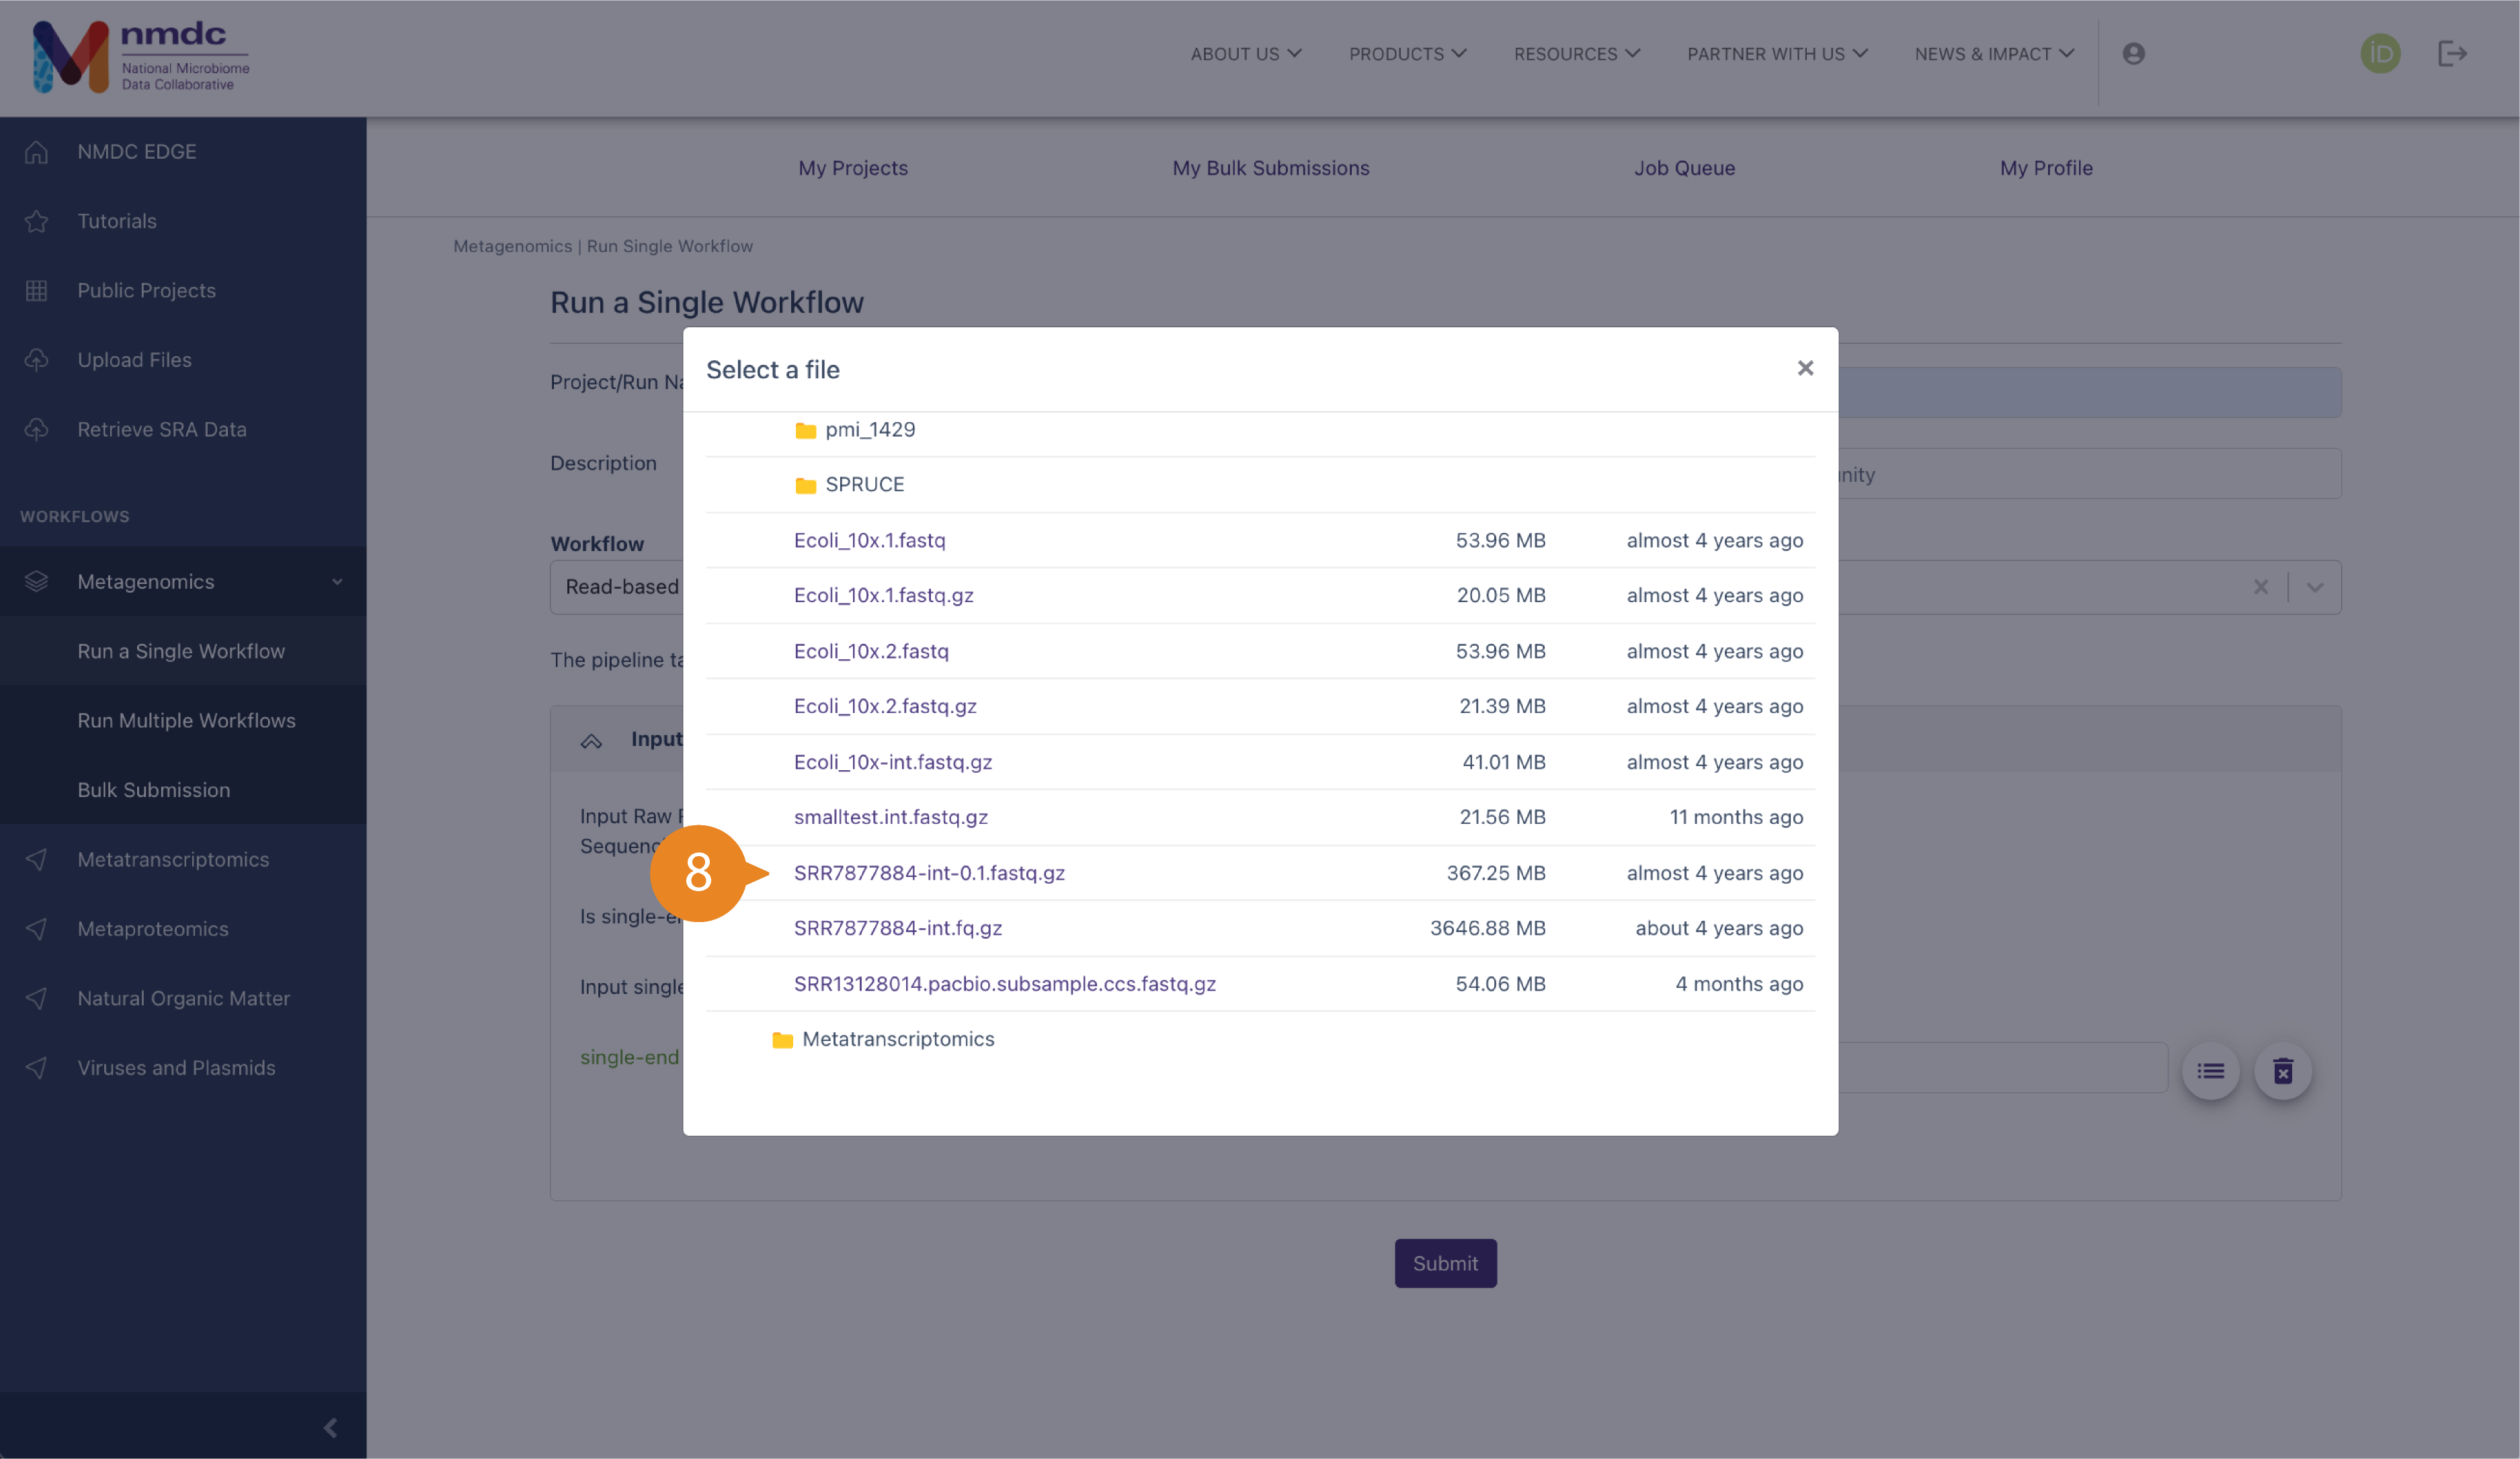 nmdc
National Microbiome
Data Collaborative
ABOUT US
PRODUCTS
RESOURCES
PARTNER WITH US
NEWS & IMPACT
iD
NMDC EDGE
Tutorials
Public Projects
Upload Files
Retrieve SRA Data
WORKFLOWS
Metagenomics
Run a Single Workflow
Run Multiple Workflows
Bulk Submission
Metatranscriptomics
Metaproteomics
Natural Organic Matter
Viruses and Plasmids
My Projects
My Bulk Submissions
Job Queue
My Profile
Metagenomics | Run Single Workflow
Run a Single Workflow
Project/Run
Description
Workflow
Read-based
The pipeline
Input
Input Raw
Is single-
Input
single-end
Select a file
pmi_1429
SPRUCE
Ecoli_10x.1.fastq 53.96 MB almost 4 years ago
Ecoli_10x.1.fastq.gz 20.05 MB almost 4 years ago
Ecoli_10x.2.fastq 53.96 MB almost 4 years ago
Ecoli_10x.2.fastq.gz 21.39 MB almost 4 years ago
Ecoli_10x-int.fastq.gz 41.01 MB almost 4 years ago
smalltest.int.fastq.gz 21.56 MB 11 months ago
8
SRR7877884-int-0.1.fastq.gz 367.25 MB almost 4 years ago
SRR7877884-int.fq.gz 3646.88 MB about 4 years ago
SRR13128014.pacbio.subsample.ccs.fastq.gz 54.06 MB 4 months ago
Metatranscriptomics
Submit